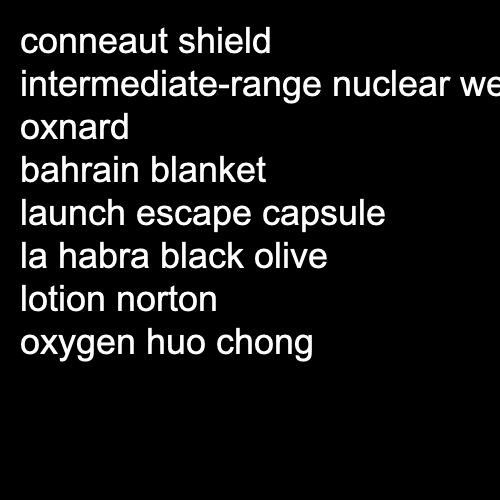 conneaut shield
intermediate-range nuclear
oxnard
bahrain blanket
launch escape capsule
la habra black olive
lotion norton
oxygen huo chong